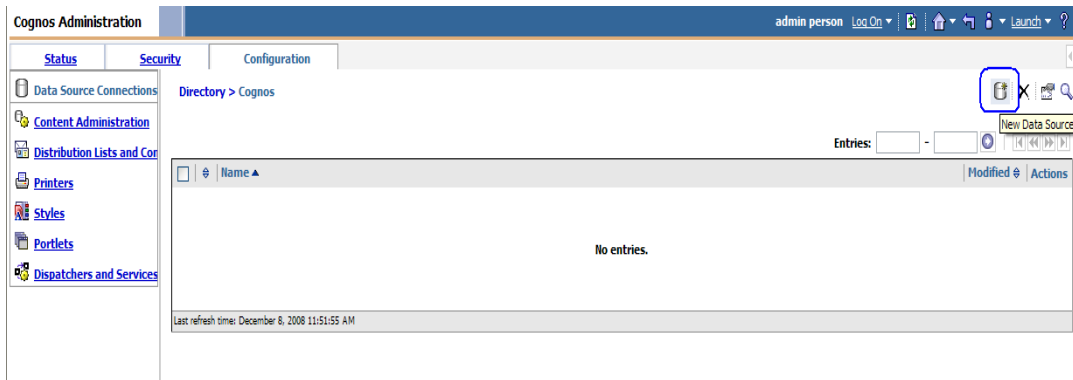 Cognos Administration
admin person Log On Launch ?
Status Security Configuration
Data Source Connections
Directory > Cognos
Content Administration
New Data Source
Distribution Lists and Con
Entries: -
Printers
Name Modified Actions
Styles
Portlets
No entries.
Dispatchers and Services
Last refresh time: December 8, 2008 11:51:55 AM